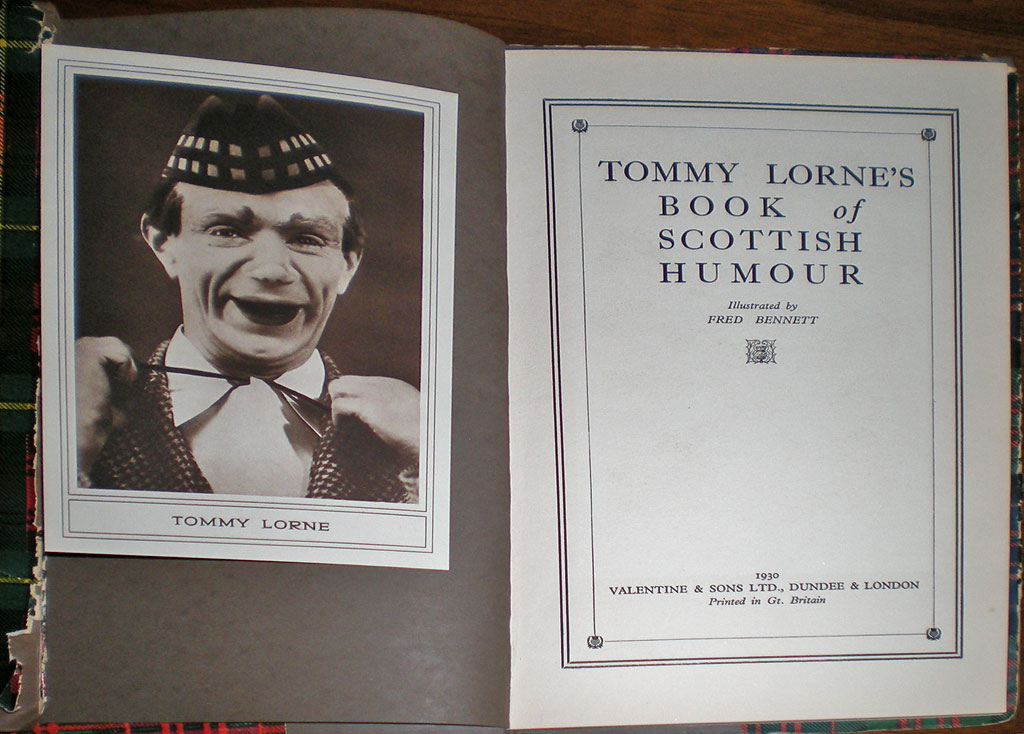 TOMMY LORNE
TOMMY LORNE'S
BOOK of
SCOTTISH
HUMOUR
Illustrated by
FRED BENNETT
1930
VALENTINE & SONS LTD., DUNDEE & LONDON
Printed in Gt. Britain